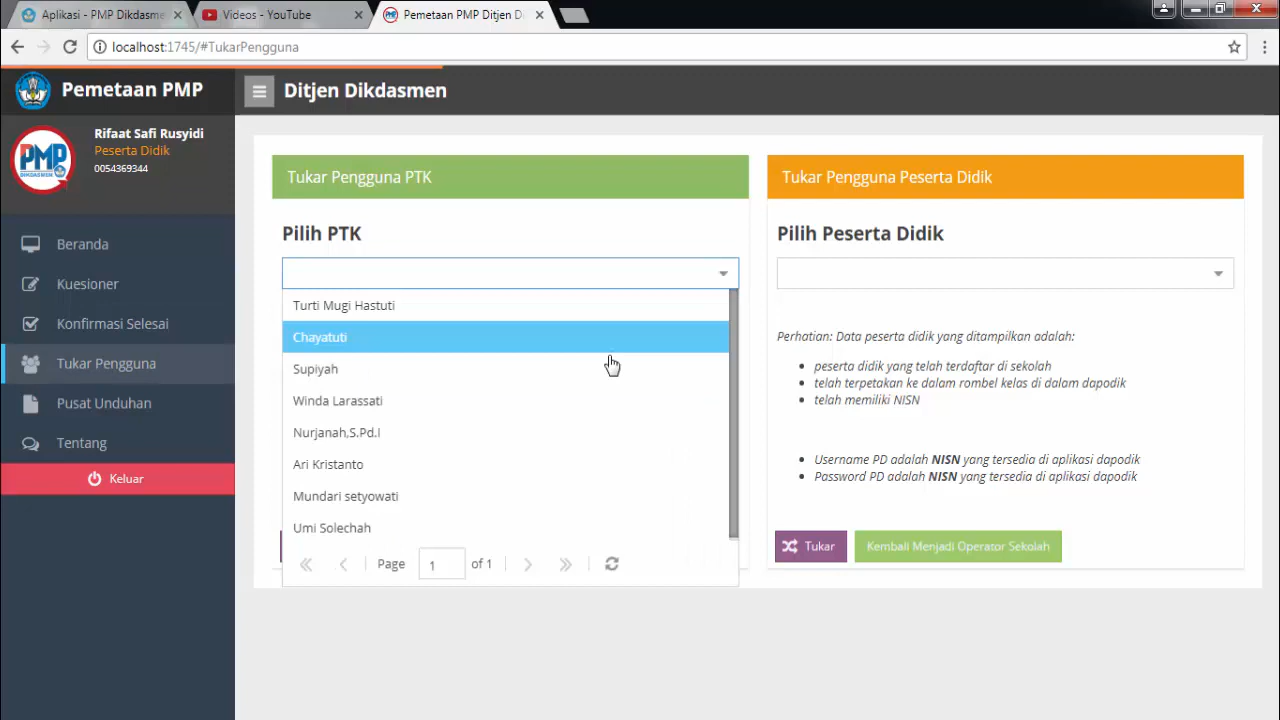 Aplikasi - PMP Dikdasme
Videos - YouTube
Pemetaan PMP Ditjen D
localhost:1745/#TukarPengguna
Pemetaan PMP
Ditjen Dikdasmen
PMP
DIKDASMEN
Rifaat Safi Rusyidi
Peserta Didik
0054369344
Beranda
Kuesioner
Konfirmasi Selesai
Tukar Pengguna
Pusat Unduhan
Tentang
Keluar
Tukar Pengguna PTK
Pilih PTK
Turti Mugi Hastuti
Chayatuti
Supiyah
Winda Larassati
Nurjanah,S.Pd.I
Ari Kristanto
Mundari setyowati
Umi Solechah
Page 1 of 1
Tukar Pengguna Peserta Didik
Pilih Peserta Didik
Perhatian: Data peserta didik yang ditampilkan adalah:
• peserta didik yang telah terdaftar di sekolah
• telah terpetakan ke dalam rombel kelas di dalam dapodik
• telah memiliki NISN
• Username PD adalah NISN yang tersedia di aplikasi dapodik
• Password PD adalah NISN yang tersedia di aplikasi dapodik
Tukar
Kembali Menjadi Operator Sekolah